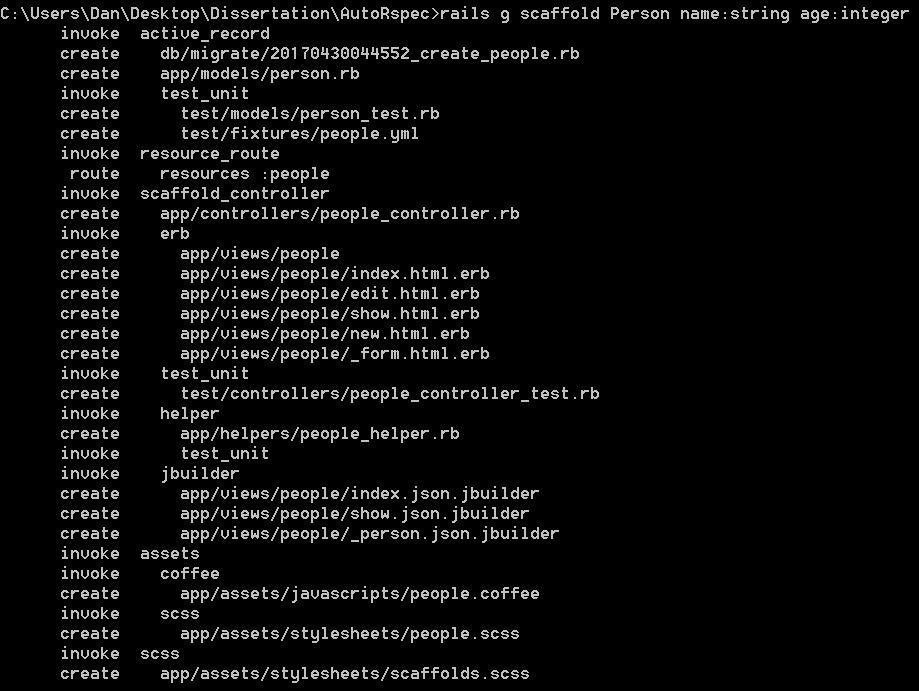 C:\Users\Dan\Desktop\Dissertation\AutoRspec>rails g scaffold Person name:string age:integer
      invoke  active_record
      create    db/migrate/20170430044552_create_people.rb
      create    app/models/person.rb
      invoke    test_unit
      create      test/models/person_test.rb
      create      test/fixtures/people.yml
      invoke  resource_route
       route    resources :people
      invoke  scaffold_controller
      create    app/controllers/people_controller.rb
      invoke    erb
      create      app/views/people
      create      app/views/people/index.html.erb
      create      app/views/people/edit.html.erb
      create      app/views/people/show.html.erb
      create      app/views/people/new.html.erb
      create      app/views/people/_form.html.erb
      invoke    test_unit
      create      test/controllers/people_controller_test.rb
      invoke    helper
      create      app/helpers/people_helper.rb
      invoke      test_unit
      invoke    jbuilder
      create      app/views/people/index.json.jbuilder
      create      app/views/people/show.json.jbuilder
      create      app/views/people/_person.json.jbuilder
      invoke  assets
      invoke    coffee
      create      app/assets/javascripts/people.coffee
      invoke    scss
      create      app/assets/stylesheets/people.scss
      invoke  scss
      create    app/assets/stylesheets/scaffolds.scss